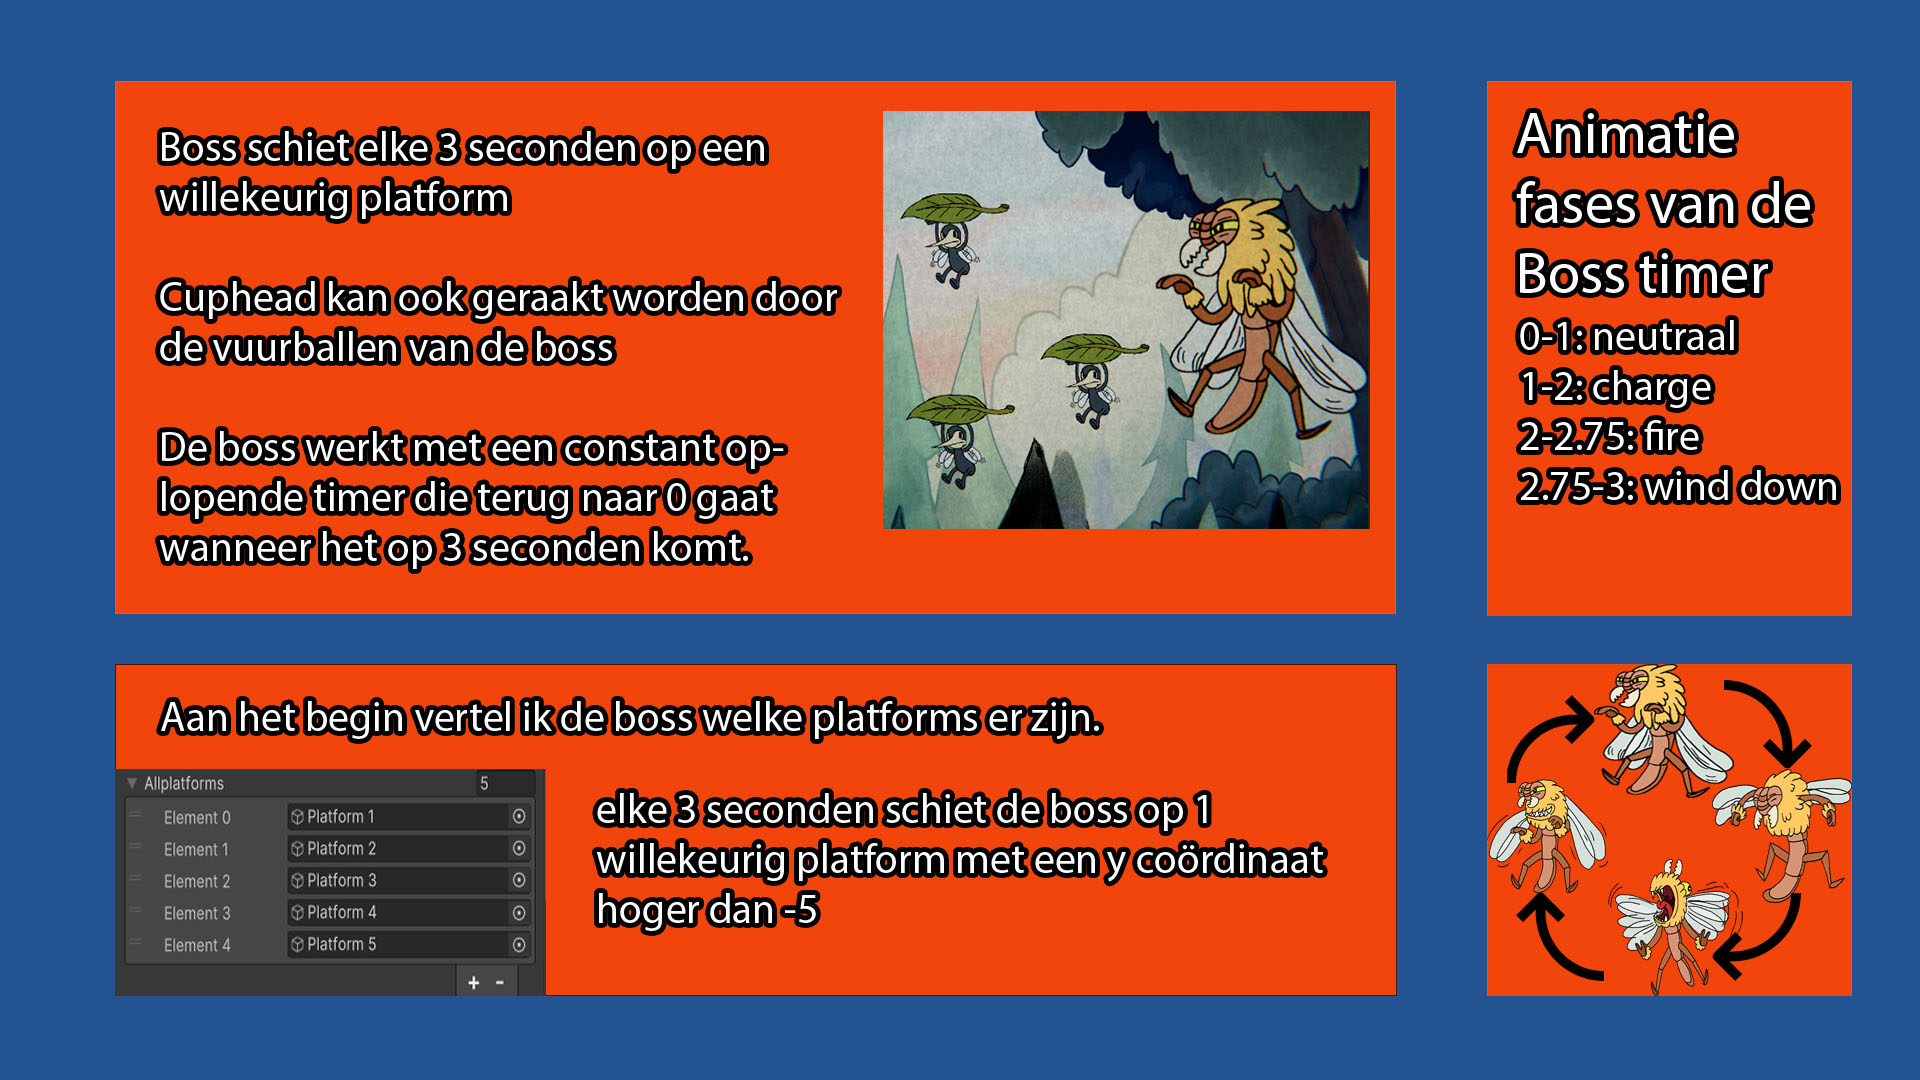 Boss schiet elke 3 seconden op een
willekeurig platform
Cuphead kan ook geraakt worden door
de vuurballen van de boss
De boss werkt met een constant op-
lopende timer die terug naar 0 gaat
wanneer het op 3 seconden komt.
Animatie
fases van de
Boss timer
0-1: neutraal
1-2: charge
2-2.75: fire
2.75-3: wind down
Aan het begin vertel ik de boss welke platforms er zijn.
Allplatforms 5
Element 0 Platform 1
Element 1 Platform 2
Element 2 Platform 3
Element 3 Platform 4
Element 4 Platform 5
+ -
elke 3 seconden schiet de boss op 1
willekeurig platform met een y coördinaat
hoger dan -5